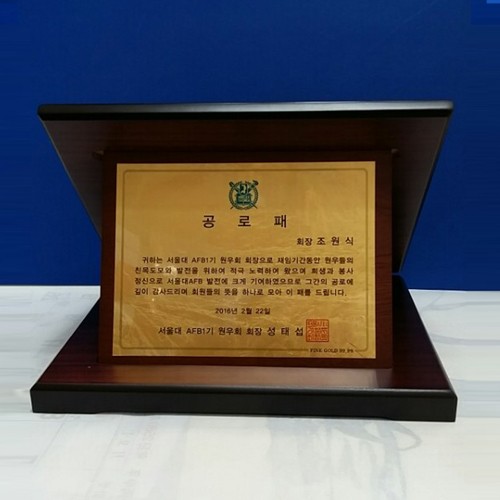 공로패
회장 조원식
귀하는 서울대 AFB1기 원우회 회장으로 재임기간동안 원우들의
친목도모와 발전을 위하여 적극 노력하여 왔으며 희생과 봉사
정신으로 서울대AFB 발전에 크게 기여하였으므로 그간의 공로에
깊이 감사드리며 회원들의 뜻을 하나로 모아 이 패를 드립니다.
2016년 2월 22일
서울대 AFB1기 원우회 회장 성태섭